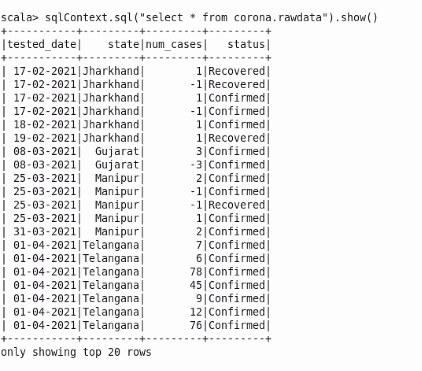 scala> sqlContext.sql("select * from corona.rawdata").show()
+-----------+---------+---------+---------+
|tested_date|    state|num_cases|   status|
+-----------+---------+---------+---------+
| 17-02-2021|Jharkhand|        1|Recovered|
| 17-02-2021|Jharkhand|       -1|Recovered|
| 17-02-2021|Jharkhand|        1|Confirmed|
| 17-02-2021|Jharkhand|       -1|Confirmed|
| 18-02-2021|Jharkhand|        1|Confirmed|
| 19-02-2021|Jharkhand|        1|Recovered|
| 08-03-2021|  Gujarat|        3|Confirmed|
| 08-03-2021|  Gujarat|       -3|Confirmed|
| 25-03-2021|  Manipur|        2|Confirmed|
| 25-03-2021|  Manipur|       -1|Confirmed|
| 25-03-2021|  Manipur|       -1|Recovered|
| 25-03-2021|  Manipur|        1|Confirmed|
| 31-03-2021|  Manipur|        2|Confirmed|
| 01-04-2021|Telangana|        7|Confirmed|
| 01-04-2021|Telangana|        6|Confirmed|
| 01-04-2021|Telangana|       78|Confirmed|
| 01-04-2021|Telangana|       45|Confirmed|
| 01-04-2021|Telangana|        9|Confirmed|
| 01-04-2021|Telangana|       12|Confirmed|
| 01-04-2021|Telangana|       76|Confirmed|
+-----------+---------+---------+---------+
only showing top 20 rows